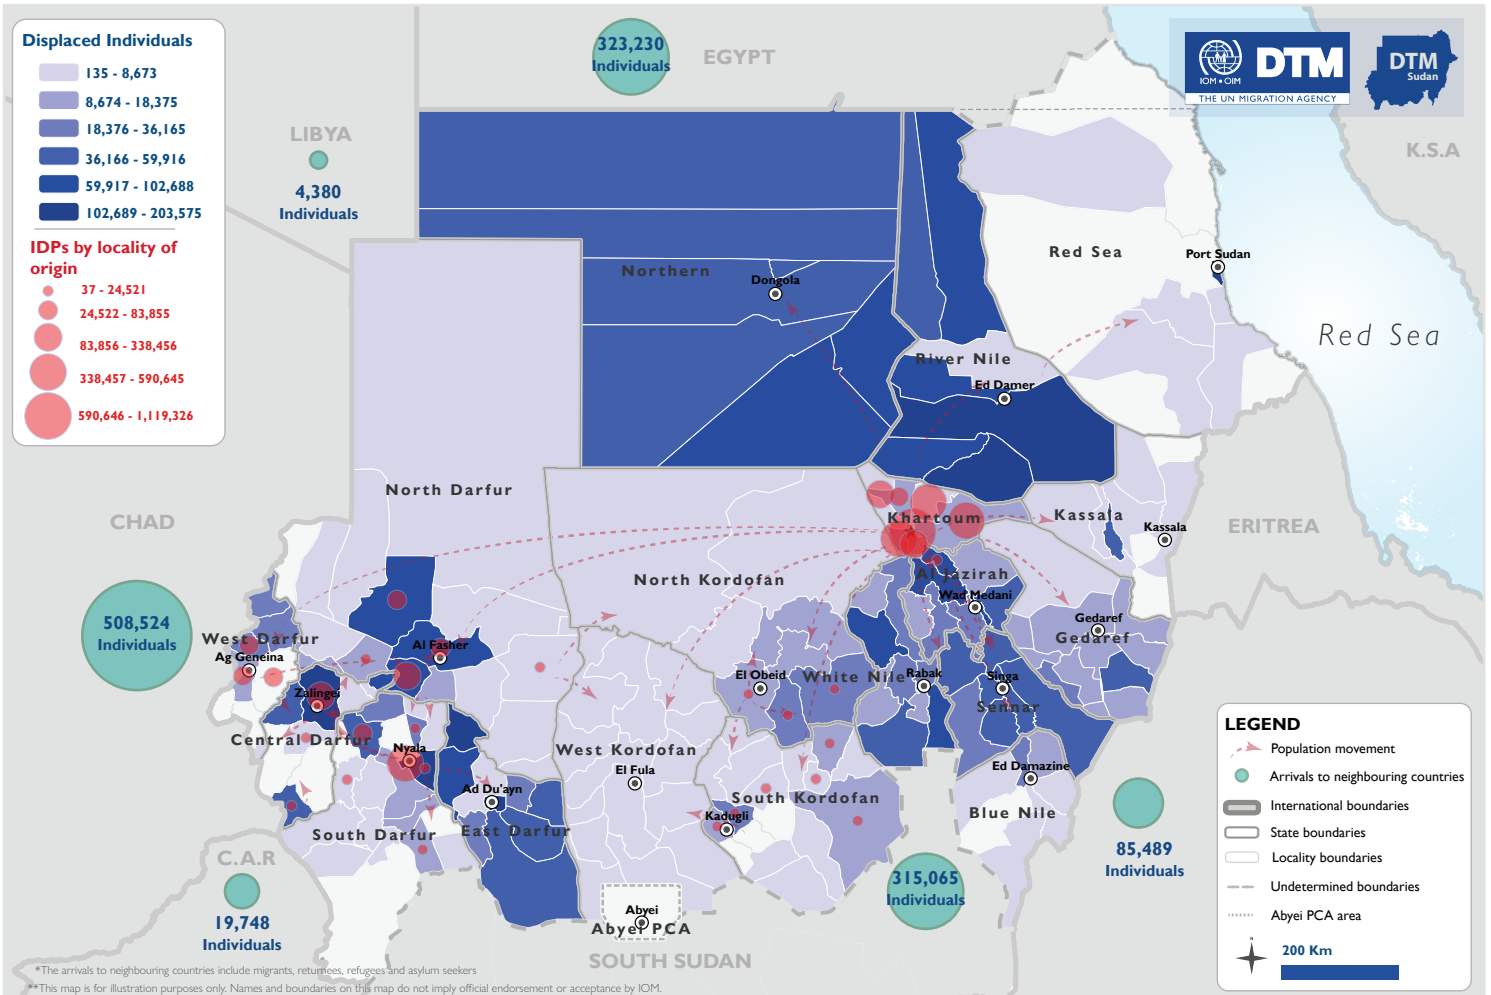 Displaced Individuals
135 - 8,673
8,674 - 18,375
18,376 - 36,165
36,166 - 59,916
59,917 - 102,688
102,689 - 203,575
IDPs by locality of
origin
37 - 24,521
24,522 - 83,855
83,856 - 338,456
338,457 - 590,645
590,646 - 1,119,326
323,230
Individuals
EGYPT
IOM • OIM
DTM
THE UN MIGRATION AGENCY
DTM
Sudan
LIBYA
4,380
Individuals
K.S.A
Northern
Dongola
Red Sea
Port Sudan
Red Sea
River Nile
Ed Damer
North Darfur
CHAD
Khartoum
Kassala
Kassala
ERITREA
North Kordofan
Al Jazirah
Wad Medani
508,524
Individuals
West Darfur
Ag Geneina
Al Fasher
Gedaref
Gedaref
Zalingei
El Obeid
White Nile
Rabak
Singa
Sennar
Central Darfur
Nyala
West Kordofan
El Fula
Ed Damazine
Ad Du'ayn
South Kordofan
Kadugli
Blue Nile
South Darfur
East Darfur
C.A.R
19,748
Individuals
315,065
Individuals
85,489
Individuals
Abyei
Abyei PCA
SOUTH SUDAN
LEGEND
Population movement
Arrivals to neighbouring countries
International boundaries
State boundaries
Locality boundaries
Undetermined boundaries
Abyei PCA area
N
200 Km
*The arrivals to neighbouring countries include migrants, returnees, refugees and asylum seekers
**This map is for illustration purposes only. Names and boundaries on this map do not imply official endorsement or acceptance by IOM.